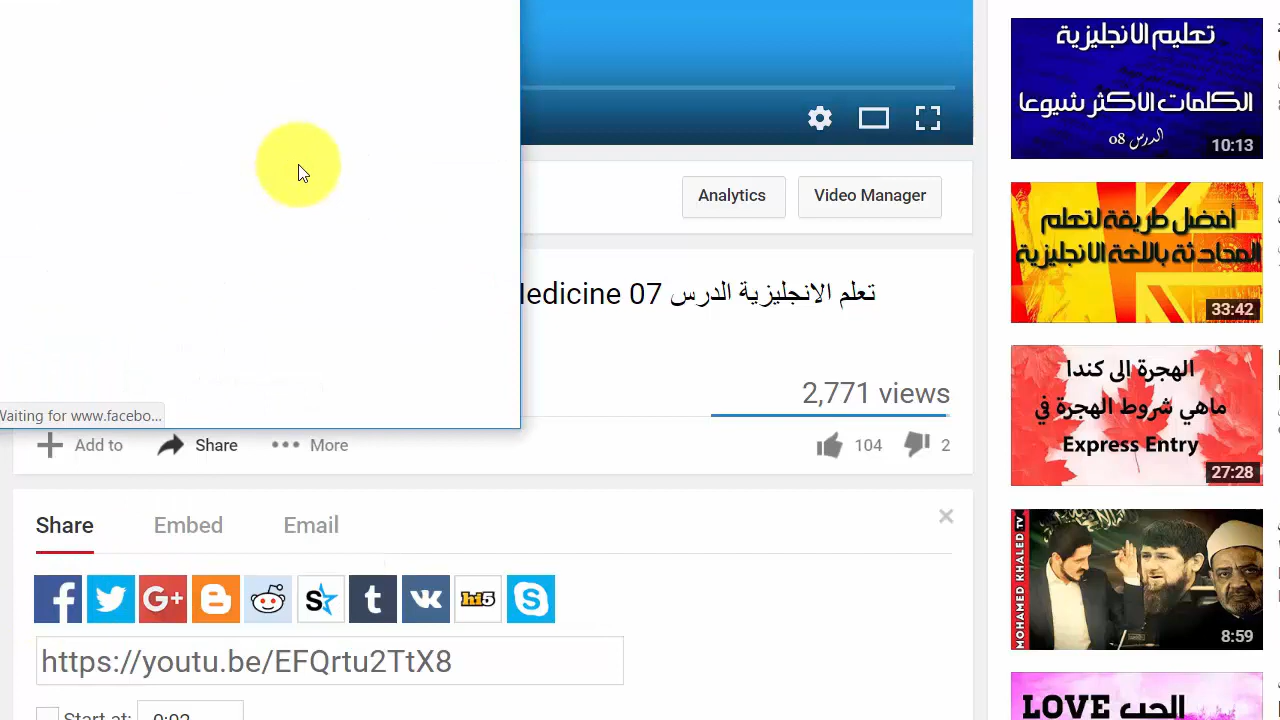 Analytics
Video Manager
edicine 07 تعلم الانجليزية الدرس
2,771 views
Waiting for www.facebo...
Add to
Share
More
104
2
Share
Embed
Email
G+
t
hi5
https://youtu.be/EFQrtu2TtX8
Start at:
0:02
تعليم الانجليزية
الكلمات الاكثر شيوعا
الدرس 08
10:13
أفضل طريقة لتعلم
المحادثة باللغة الانجليزية
33:42
الهجرة الى كندا
ماهي شروط الهجرة في
Express Entry
27:28
MOHAMED KHALED TV
8:59
LOVE الحب